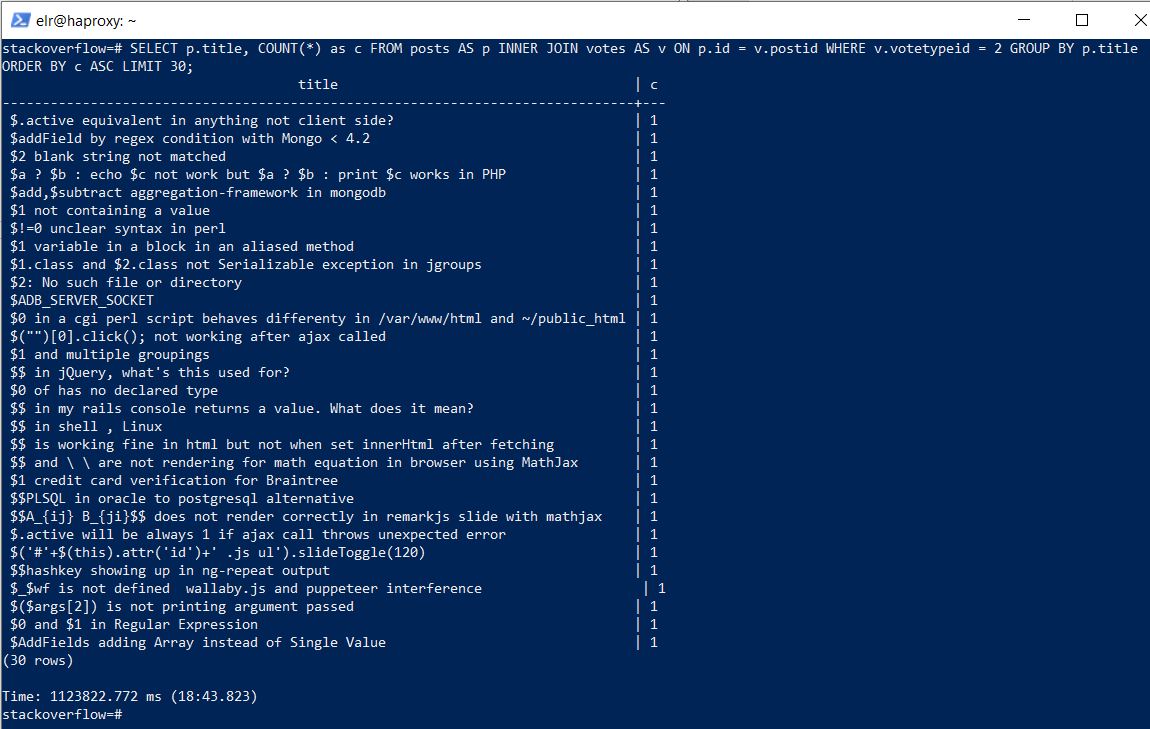 elr@haproxy: ~
stackoverflow=# SELECT p.title, COUNT(*) as c FROM posts AS p INNER JOIN votes AS v ON p.id = v.postid WHERE v.votetypeid = 2 GROUP BY p.title
ORDER BY c ASC LIMIT 30;
title | c
-------------------------------------------------------------------------------+---
$.active equivalent in anything not client side? | 1
$addField by regex condition with Mongo < 4.2 | 1
$2 blank string not matched | 1
$a ? $b : echo $c not work but $a ? $b : print $c works in PHP | 1
$add,$subtract aggregation-framework in mongodb | 1
$1 not containing a value | 1
$!=0 unclear syntax in perl | 1
$1 variable in a block in an aliased method | 1
$1.class and $2.class not Serializable exception in jgroups | 1
$2: No such file or directory | 1
$ADB_SERVER_SOCKET | 1
$0 in a cgi perl script behaves differenty in /var/www/html and ~/public_html | 1
$("")[0].click(); not working after ajax called | 1
$1 and multiple groupings | 1
$$ in jQuery, what's this used for? | 1
$0 of has no declared type | 1
$$ in my rails console returns a value. What does it mean? | 1
$$ in shell , Linux | 1
$$ is working fine in html but not when set innerHtml after fetching | 1
$$ and \ \ are not rendering for math equation in browser using MathJax | 1
$1 credit card verification for Braintree | 1
$$PLSQL in oracle to postgresql alternative | 1
$$A_{ij} B_{ji}$$ does not render correctly in remarkjs slide with mathjax | 1
$.active will be always 1 if ajax call throws unexpected error | 1
$('#'+$(this).attr('id')+' .js ul').slideToggle(120) | 1
$$hashkey showing up in ng-repeat output | 1
$_$wf is not defined  wallaby.js and puppeteer interference | 1
$($args[2]) is not printing argument passed | 1
$0 and $1 in Regular Expression | 1
$AddFields adding Array instead of Single Value | 1
(30 rows)
Time: 1123822.772 ms (18:43.823)
stackoverflow=#